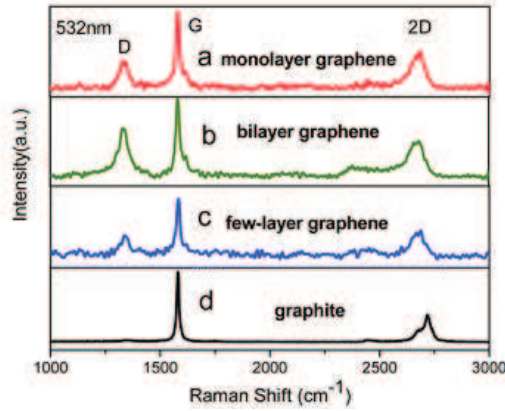 532nm
D
G
2D
a monolayer graphene
b bilayer graphene
c few-layer graphene
d graphite
Intensity(a.u.)
1000 1500 2000 2500 3000
Raman Shift (cm⁻¹)